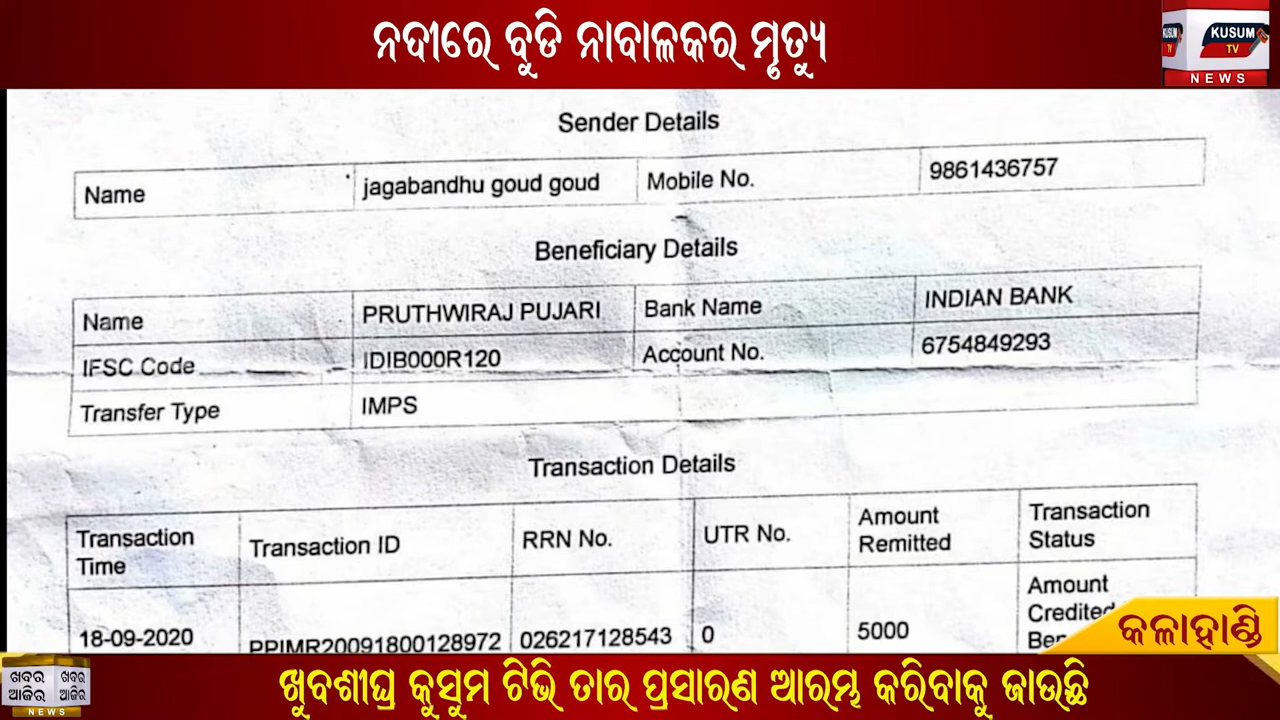 ନଦୀରେ ବୁଡି ନାବାଳକର ମୃତ୍ୟୁ
KUSUM TV
NEWS
Sender Details
Name jagabandhu goud goud Mobile No. 9861436757
Beneficiary Details
Name PRUTHWIRAJ PUJARI Bank Name INDIAN BANK
IFSC Code IDIB000R120 Account No. 6754849293
Transfer Type IMPS
Transaction Details
Transaction Time Transaction ID RRN No. UTR No. Amount Remitted Transaction Status
18-09-2020 PPIMR20091800128972 026217128543 0 5000 Amount Credited
କଳାହାଣ୍ଡି
ଖବର ଆଜିର ଖବର ଆଜିର
NEWS
ଖୁବଶୀଘ୍ର କୁସୁମ ଟିଭି ତାର ପ୍ରସାରଣ ଆରମ୍ଭ କରିବାକୁ ଜାଉଛି